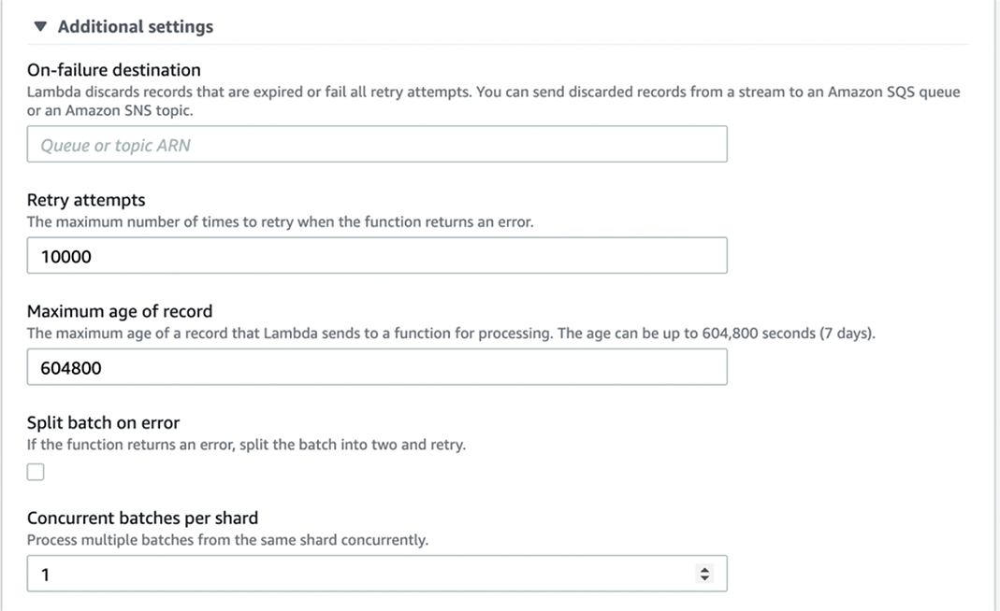 Additional settings
On-failure destination
Lambda discards records that are expired or fail all retry attempts. You can send discarded records from a stream to an Amazon SQS queue
or an Amazon SNS topic.
Queue or topic ARN
Retry attempts
The maximum number of times to retry when the function returns an error.
10000
Maximum age of record
The maximum age of a record that Lambda sends to a function for processing. The age can be up to 604,800 seconds (7 days).
604800
Split batch on error
If the function returns an error, split the batch into two and retry.
Concurrent batches per shard
Process multiple batches from the same shard concurrently.
1